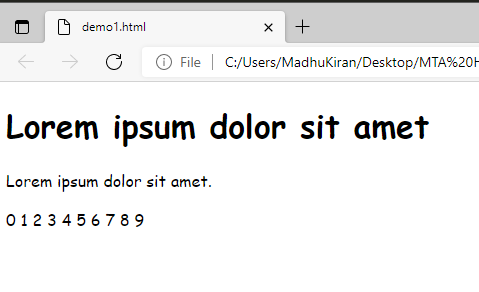 demo1.html
File | C:/Users/MadhuKiran/Desktop/MTA%20H
Lorem ipsum dolor sit amet
Lorem ipsum dolor sit amet.
0 1 2 3 4 5 6 7 8 9